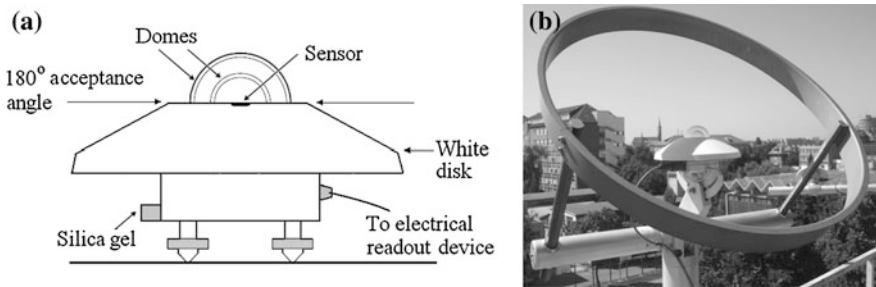 (a)
Domes
Sensor
180° acceptance
angle
White
disk
Silica gel
To electrical
readout device
(b)